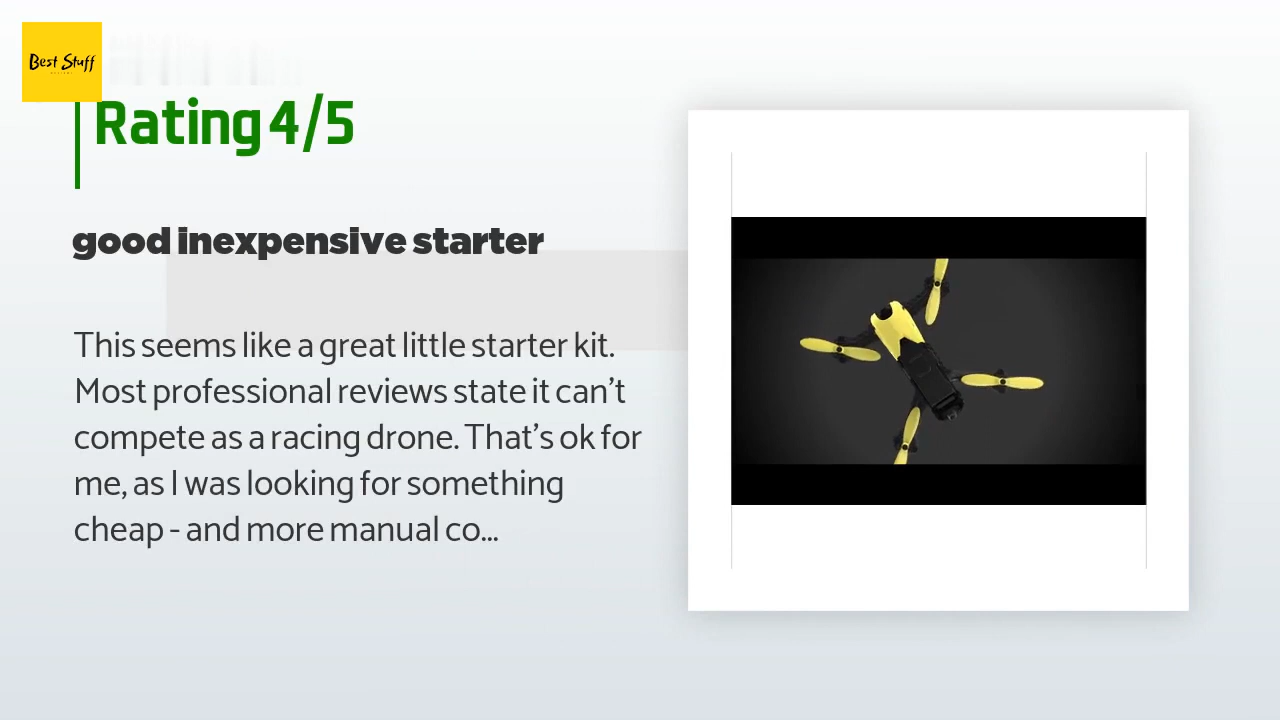 Best Stuff
Rating 4/5
good inexpensive starter
This seems like a great little starter kit.
Most professional reviews state it can't
compete as a racing drone. That's ok for
me, as I was looking for something
cheap - and more manual co...